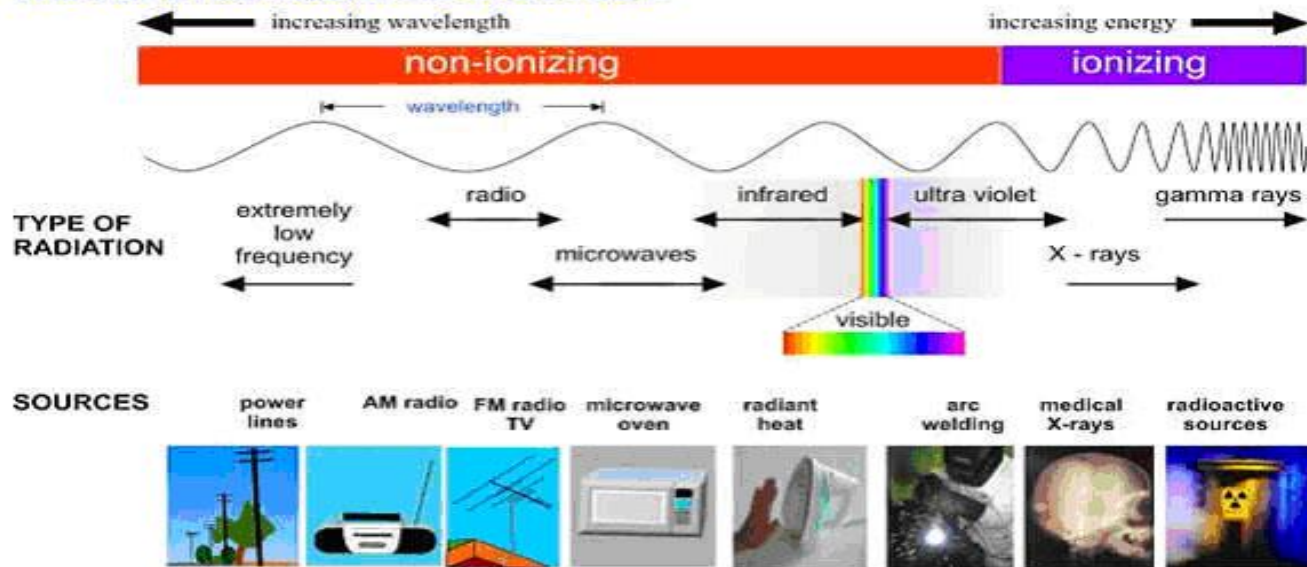 increasing wavelength
increasing energy
non-ionizing
ionizing
wavelength
TYPE OF
RADIATION
extremely
low
frequency
radio
microwaves
infrared
ultra violet
X - rays
gamma rays
visible
SOURCES
power
lines
AM radio
FM radio
TV
microwave
oven
radiant
heat
arc
welding
medical
X-rays
radioactive
sources